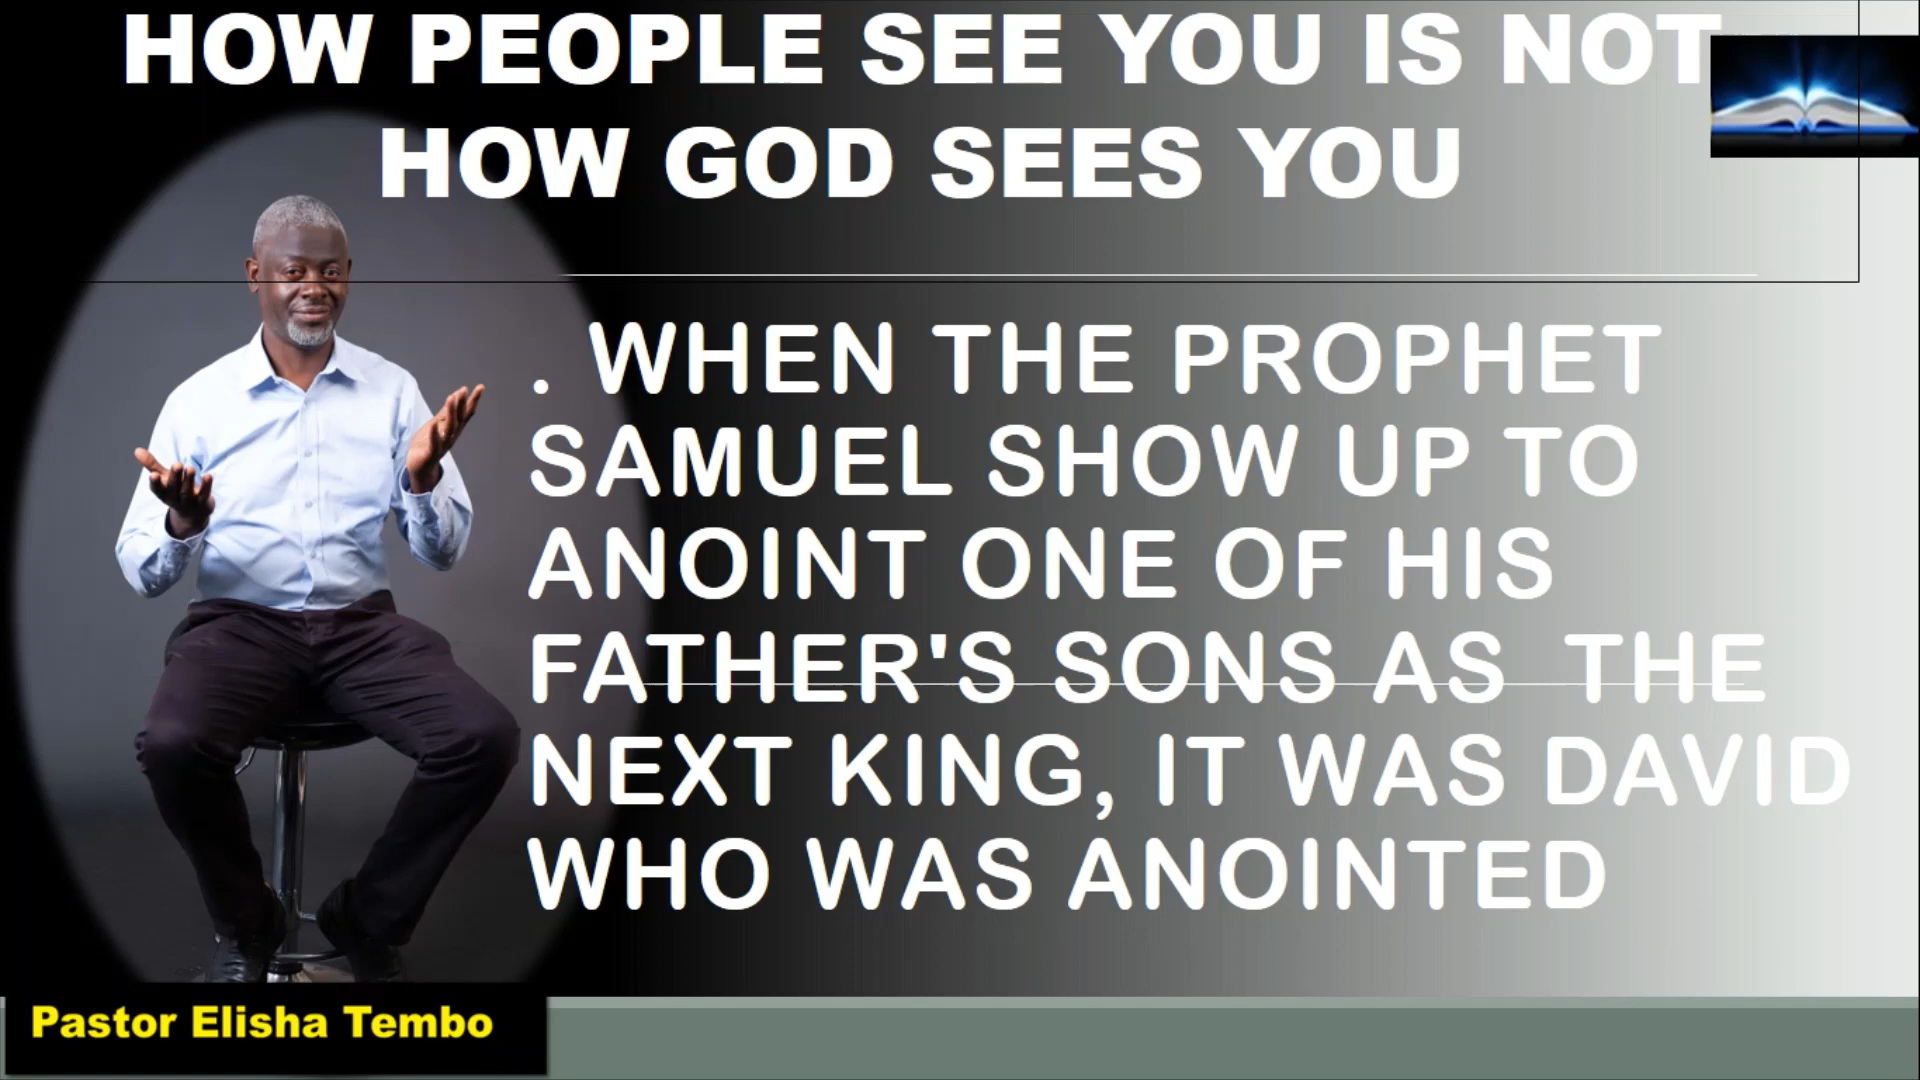 HOW PEOPLE SEE YOU IS NOT
HOW GOD SEES YOU
. WHEN THE PROPHET
SAMUEL SHOW UP TO
ANOINT ONE OF HIS
FATHER'S SONS AS  THE
NEXT KING, IT WAS DAVID
WHO WAS ANOINTED
Pastor Elisha Tembo